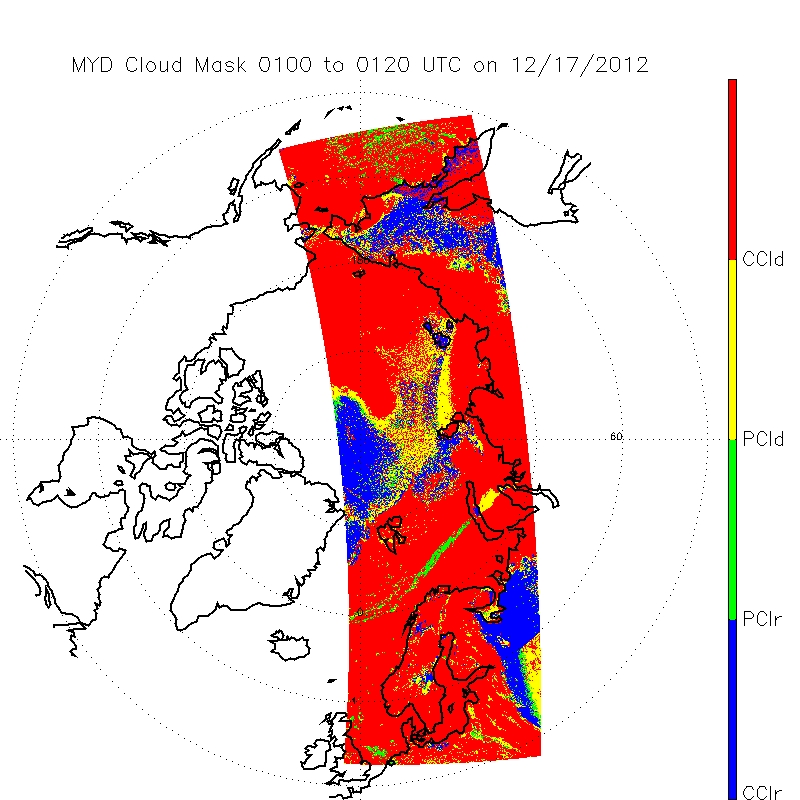 MYD Cloud Mask 0100 to 0120 UTC on 12/17/2012
CCld
60
PCld
PClr
CClr